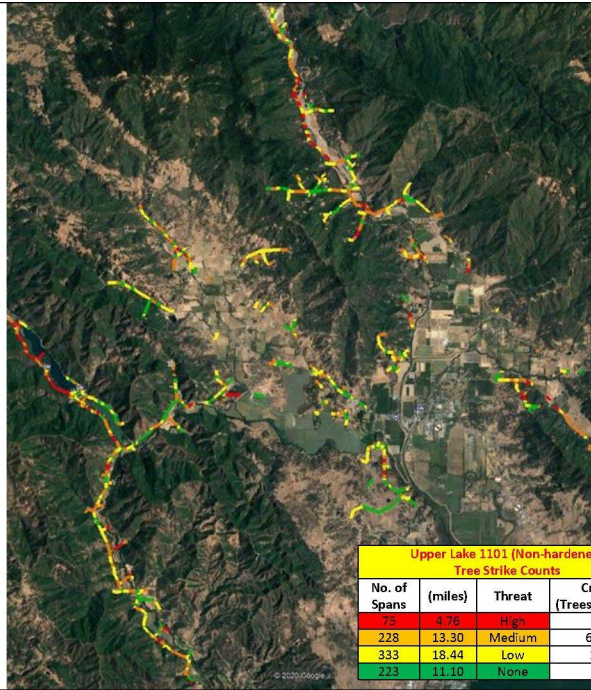 Upper Lake 1101 (Non-hardene
Tree Strike Counts
No. of Spans (miles) Threat Cr (Trees
75 4.76 High
228 13.30 Medium 6
333 18.44 Low
223 11.10 None
© 2020 Google